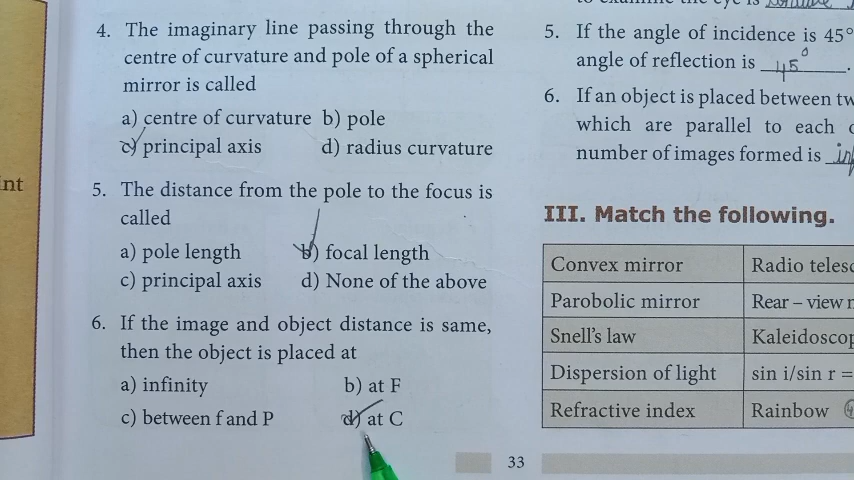 nt
4. The imaginary line passing through the
centre of curvature and pole of a spherical
mirror is called
a) centre of curvature b) pole
c) principal axis d) radius curvature
5. The distance from the pole to the focus is
called
a) pole length b) focal length
c) principal axis d) None of the above
6. If the image and object distance is same,
then the object is placed at
a) infinity b) at F
c) between f and P d) at C
5. If the angle of incidence is 45°
angle of reflection is 45°.
6. If an object is placed between tw
which are parallel to each
number of images formed is
III. Match the following.
Convex mirror Radio telesc
Parobolic mirror Rear – view
Snell's law Kaleidoscop
Dispersion of light sin i/sin r =
Refractive index Rainbow
33